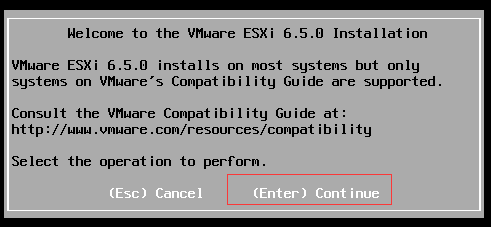 Welcome to the VMware ESXi 6.5.0 Installation
VMware ESXi 6.5.0 installs on most systems but only
systems on VMware's Compatibility Guide are supported.
Consult the VMware Compatibility Guide at:
http://www.vmware.com/resources/compatibility
Select the operation to perform.
(Esc) Cancel (Enter) Continue